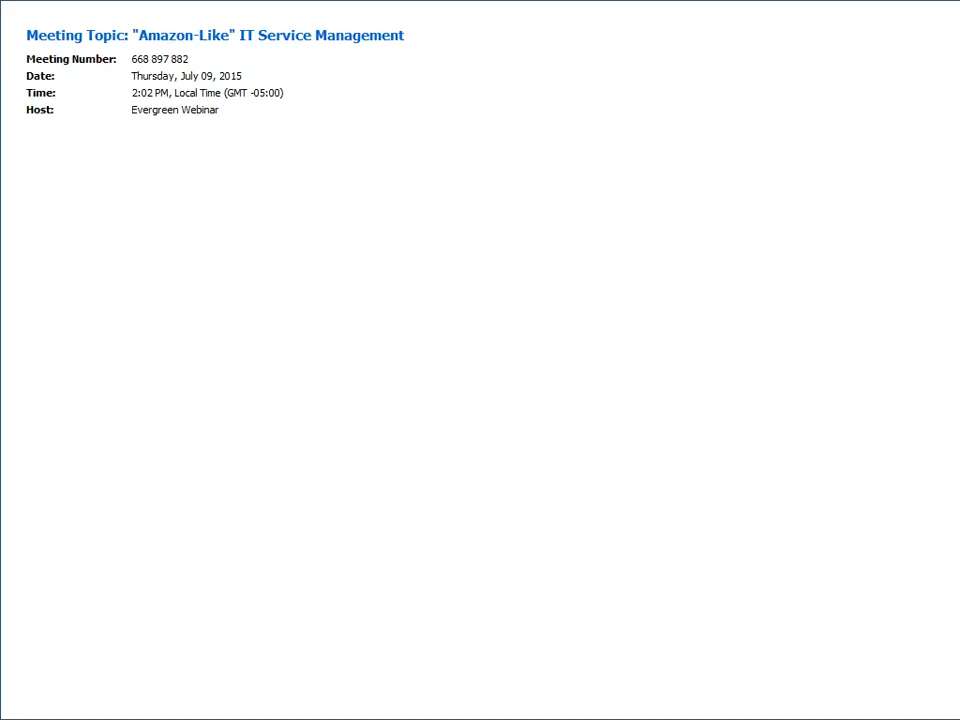 Meeting Topic: "Amazon-Like" IT Service Management
Meeting Number: 668 897 882
Date: Thursday, July 09, 2015
Time: 2:02 PM, Local Time (GMT -05:00)
Host: Evergreen Webinar